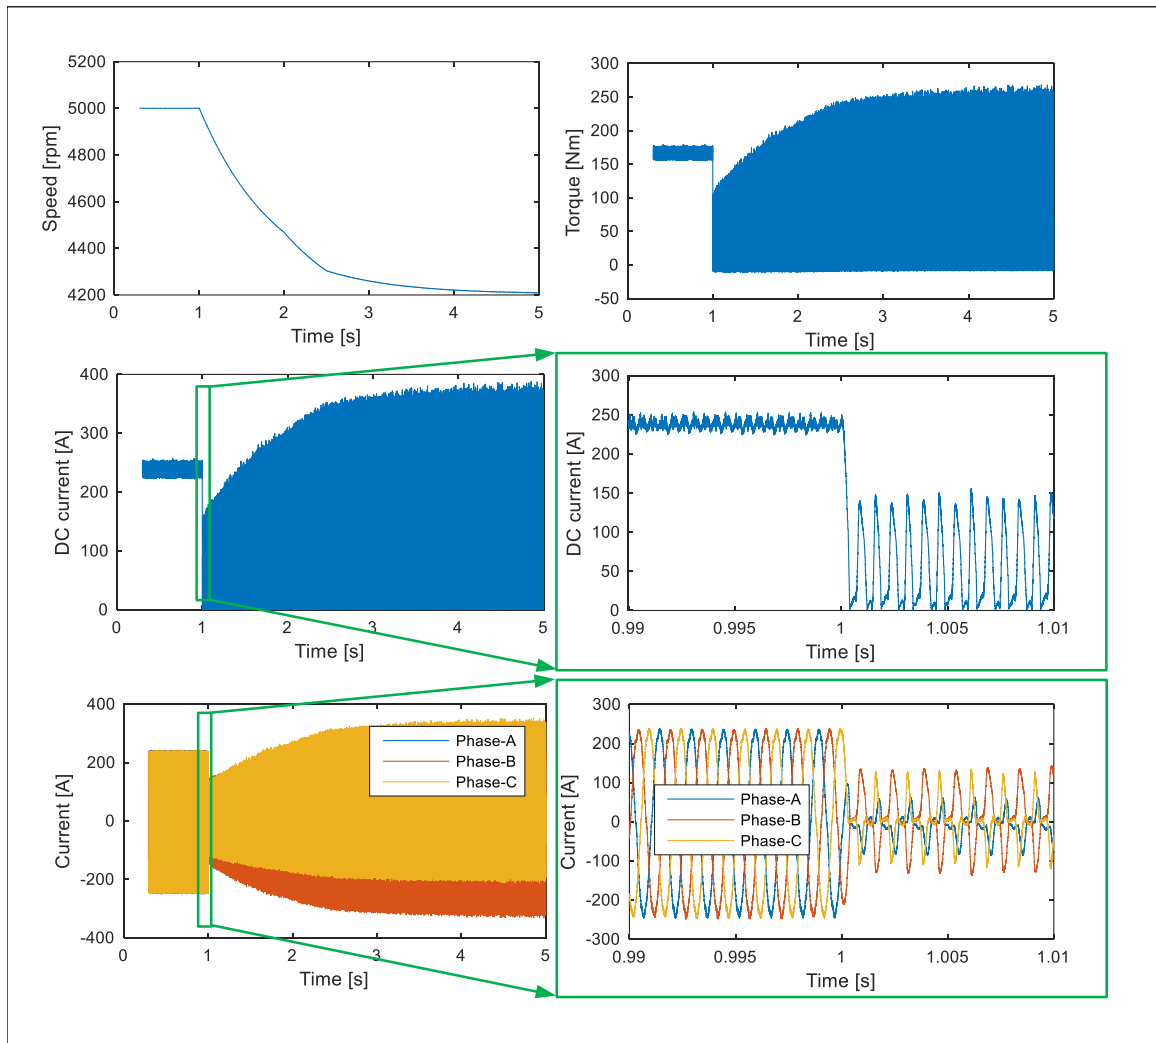 5200
5000
4800
4600
4400
4200
Speed [rpm]
0 1 2 3 4 5
Time [s]
300
250
200
150
100
50
0
-50
Torque [Nm]
0 1 2 3 4 5
Time [s]
400
300
200
100
0
DC current [A]
0 1 2 3 4 5
Time [s]
300
250
200
150
100
50
0
DC current [A]
0.99 0.995 1 1.005 1.01
Time [s]
400
200
0
-200
-400
Current [A]
Phase-A
Phase-B
Phase-C
0 1 2 3 4 5
Time [s]
300
200
100
0
-100
-200
-300
Current [A]
Phase-A
Phase-B
Phase-C
0.99 0.995 1 1.005 1.01
Time [s]